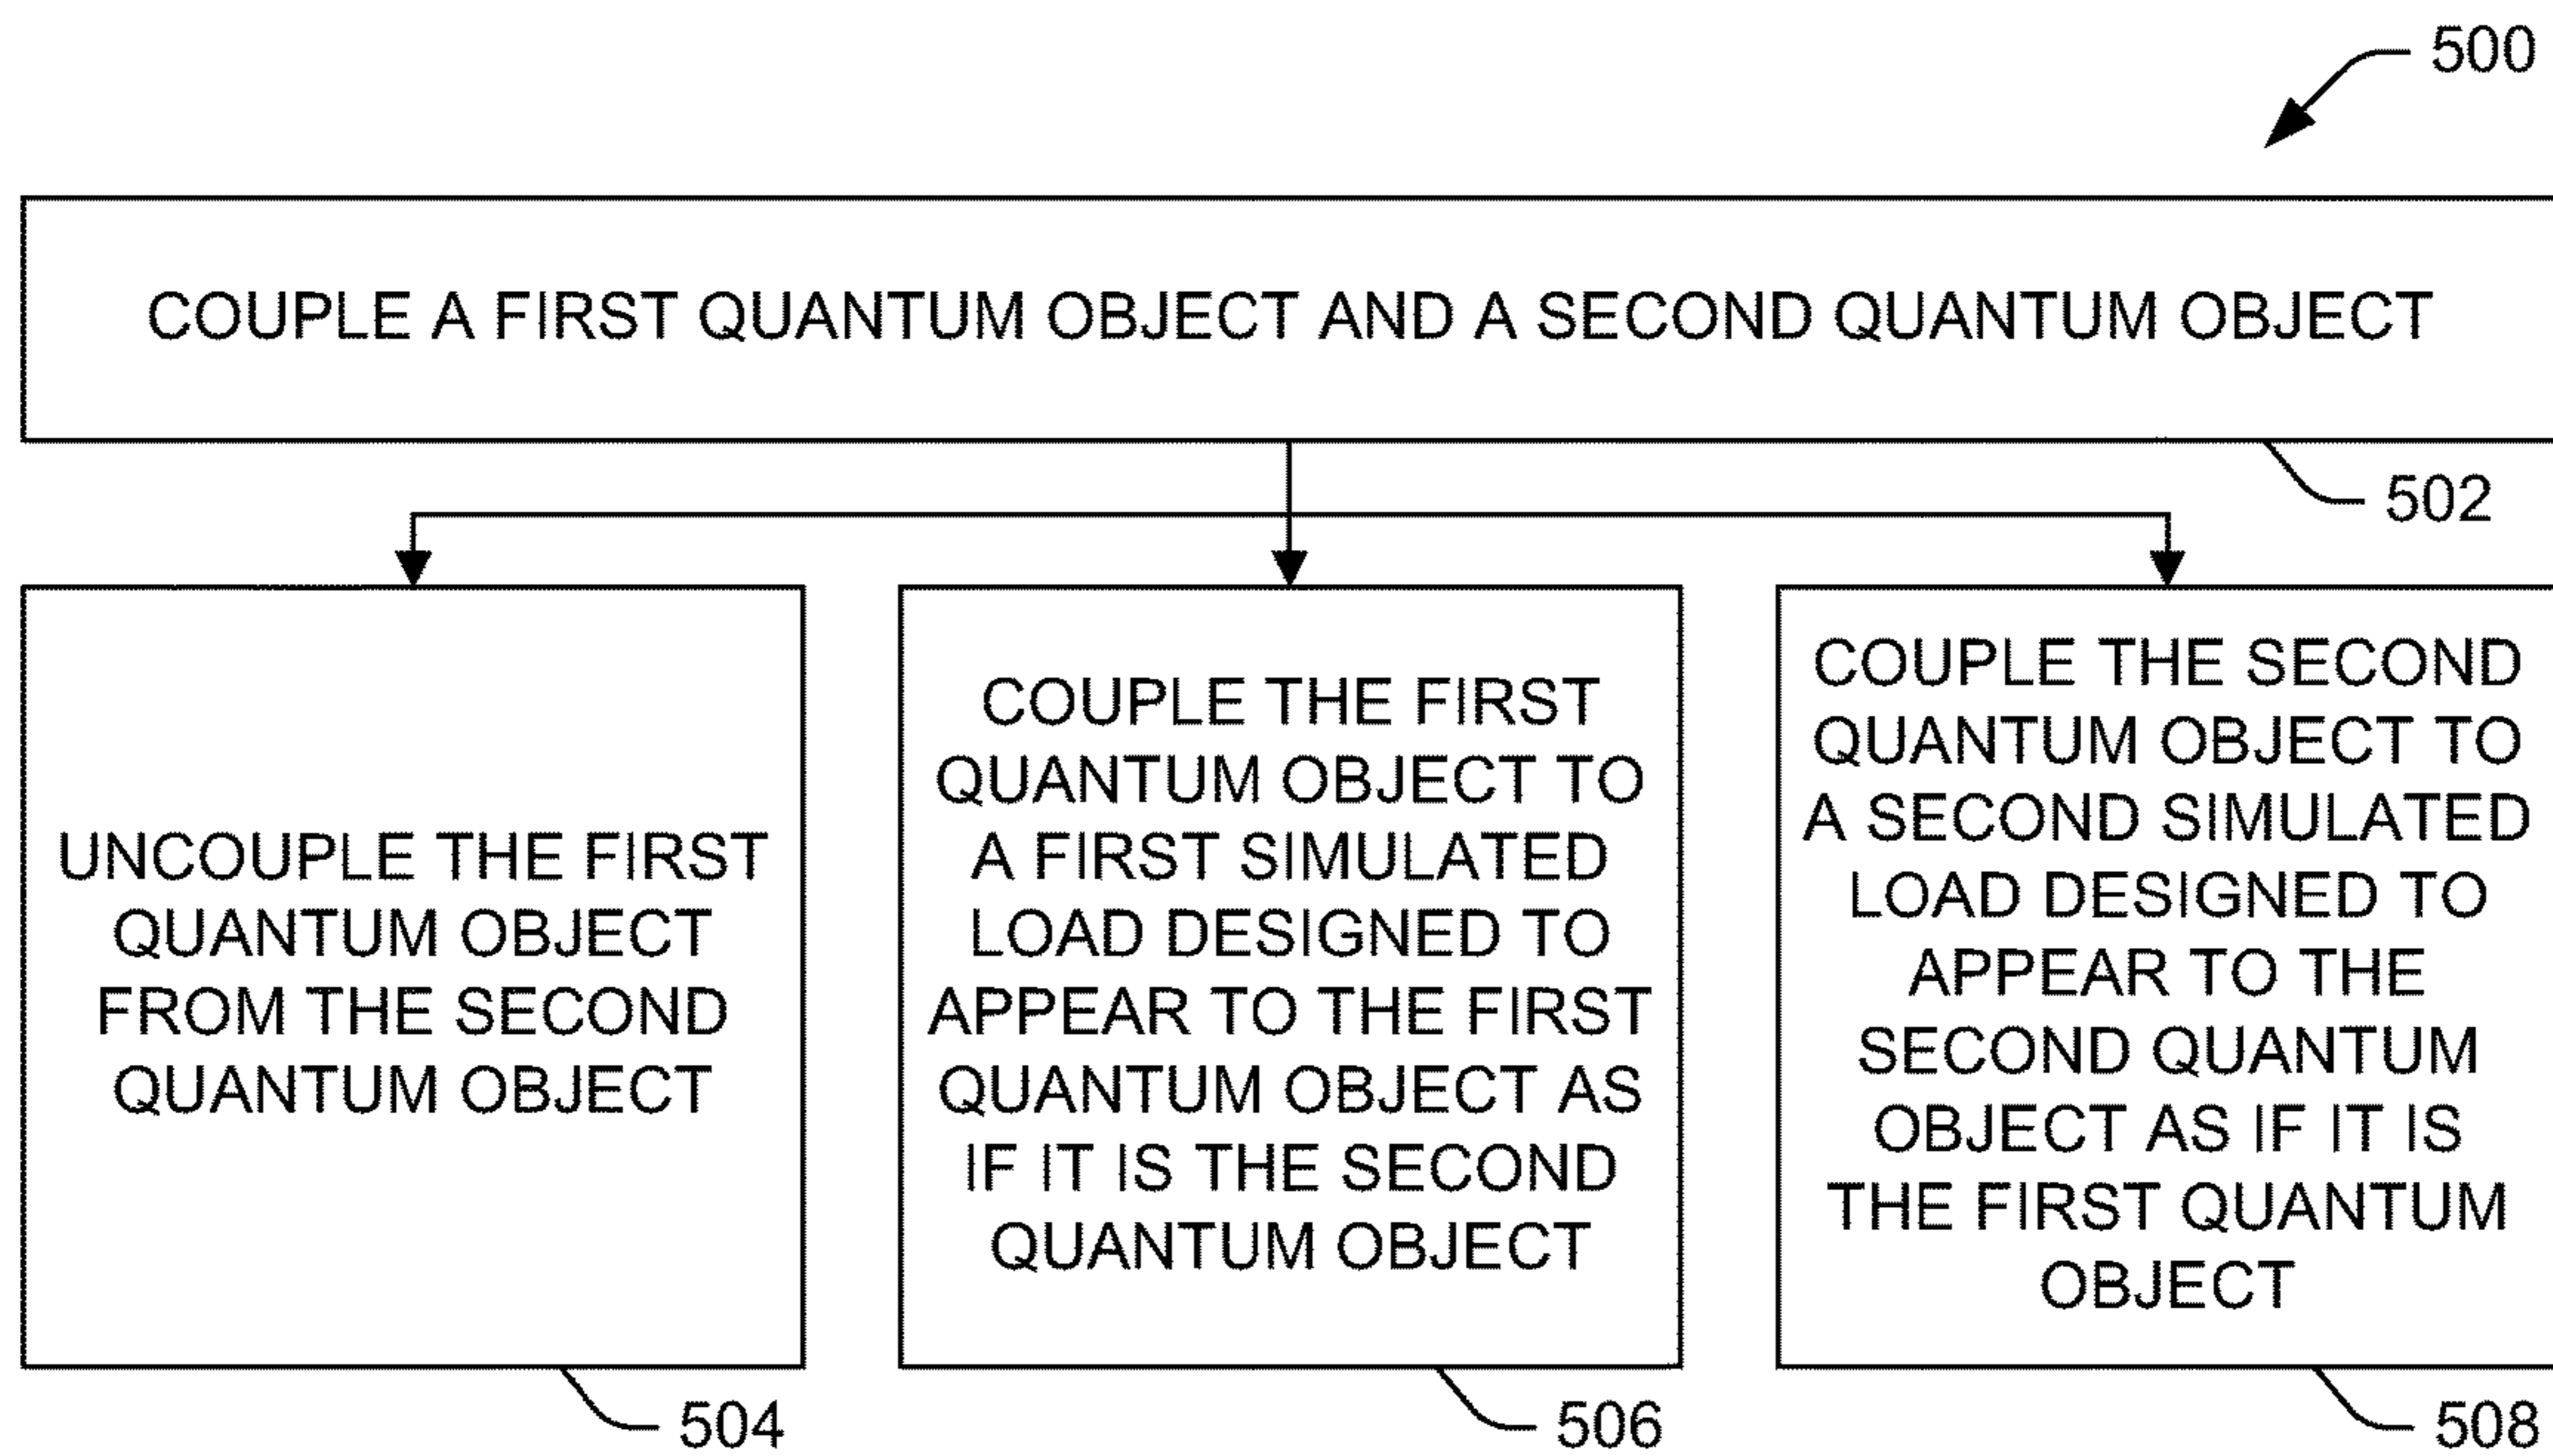 500
COUPLE A FIRST QUANTUM OBJECT AND A SECOND QUANTUM OBJECT
502
UNCOUPLE THE FIRST
QUANTUM OBJECT
FROM THE SECOND
QUANTUM OBJECT
504
COUPLE THE FIRST
QUANTUM OBJECT TO
A FIRST SIMULATED
LOAD DESIGNED TO
APPEAR TO THE FIRST
QUANTUM OBJECT AS
IF IT IS THE SECOND
QUANTUM OBJECT
506
COUPLE THE SECOND
QUANTUM OBJECT TO
A SECOND SIMULATED
LOAD DESIGNED TO
APPEAR TO THE
SECOND QUANTUM
OBJECT AS IF IT IS
THE FIRST QUANTUM
OBJECT
508